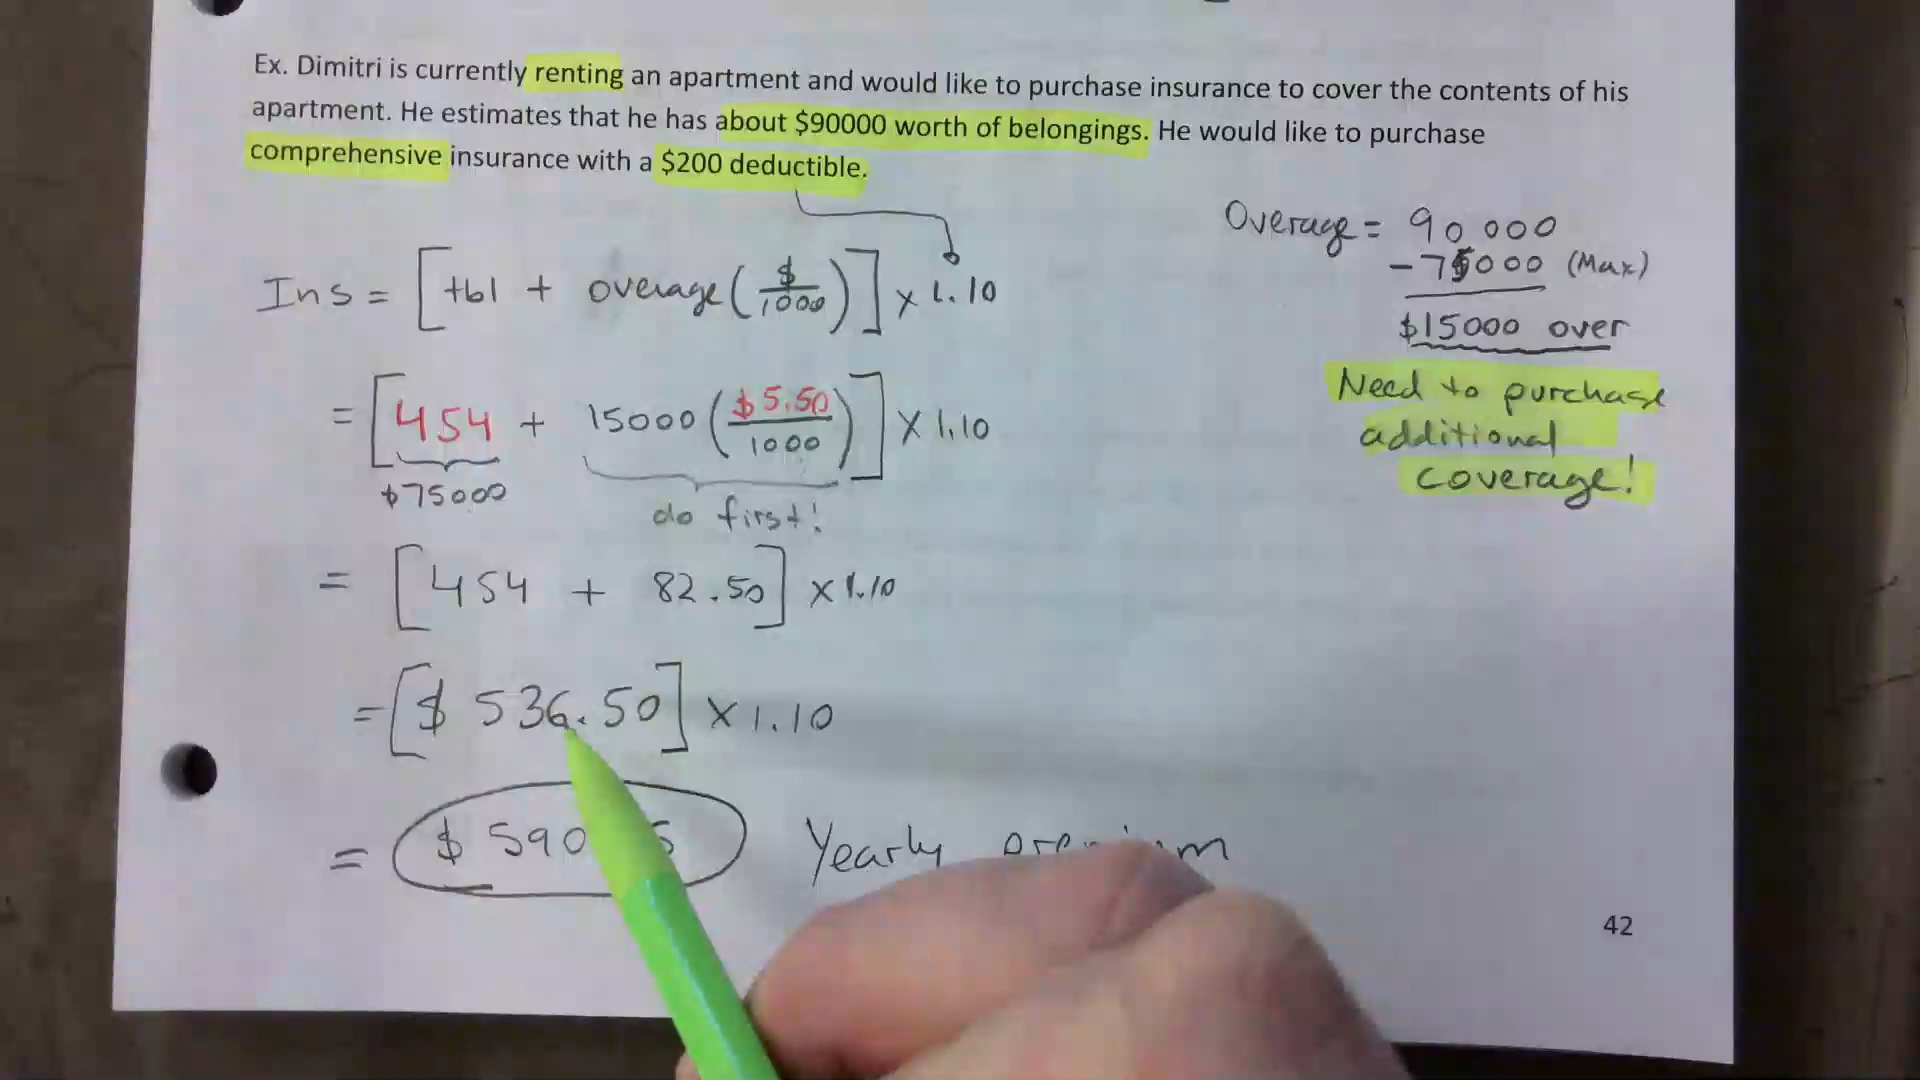 Ex. Dimitri is currently renting an apartment and would like to purchase insurance to cover the contents of his
apartment. He estimates that he has about $90000 worth of belongings. He would like to purchase
comprehensive insurance with a $200 deductible.
Overage = 90 000
- 75000 (Max)
$15000 over
Need to purchase
additional
coverage!
Ins = [tbl + overage($/1000)] x 1.10
= [454 + 15000($5.50/1000)] x 1.10
$75000
do first!
= [454 + 82.50] x 1.10
= [$ 536.50] x 1.10
= $ 590 Yearly
42